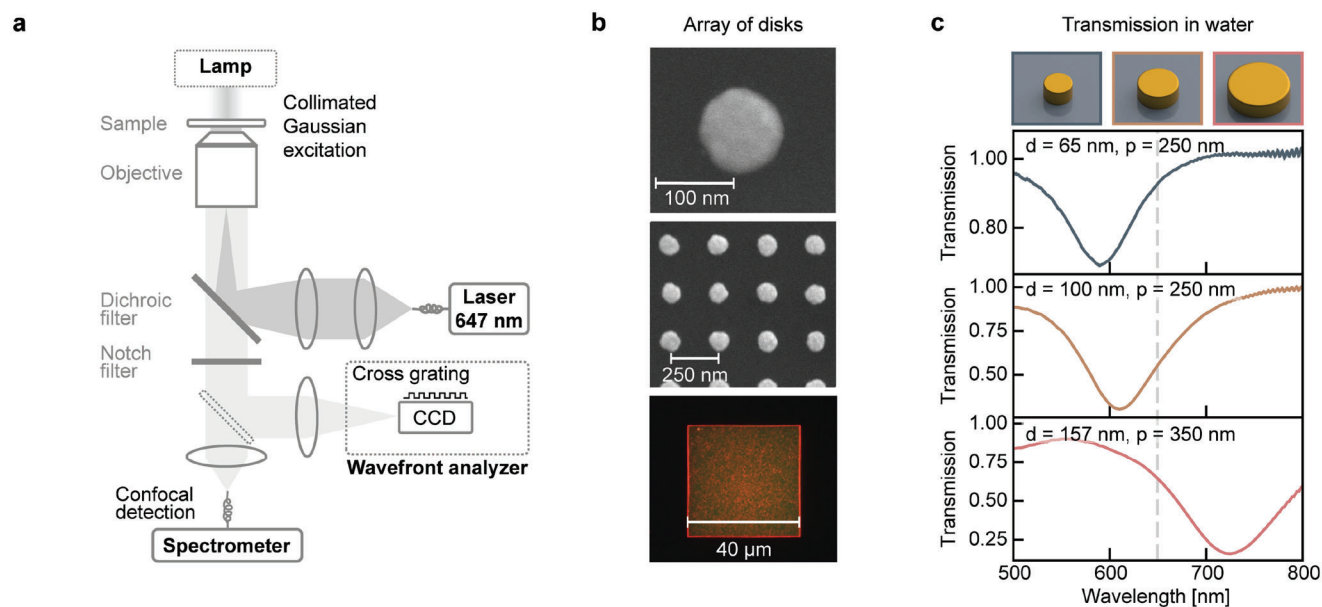 a
Lamp
Collimated
Gaussian
excitation
Sample
Objective
Dichroic
filter
Laser
647 nm
Notch
filter
Cross grating
CCD
Wavefront analyzer
Confocal
detection
Spectrometer
b
Array of disks
100 nm
250 nm
40 µm
c
Transmission in water
d = 65 nm, p = 250 nm
1.00
0.80
Transmission
d = 100 nm, p = 250 nm
1.00
0.75
0.50
Transmission
d = 157 nm, p = 350 nm
1.00
0.75
0.50
0.25
Transmission
500
600
700
800
Wavelength [nm]